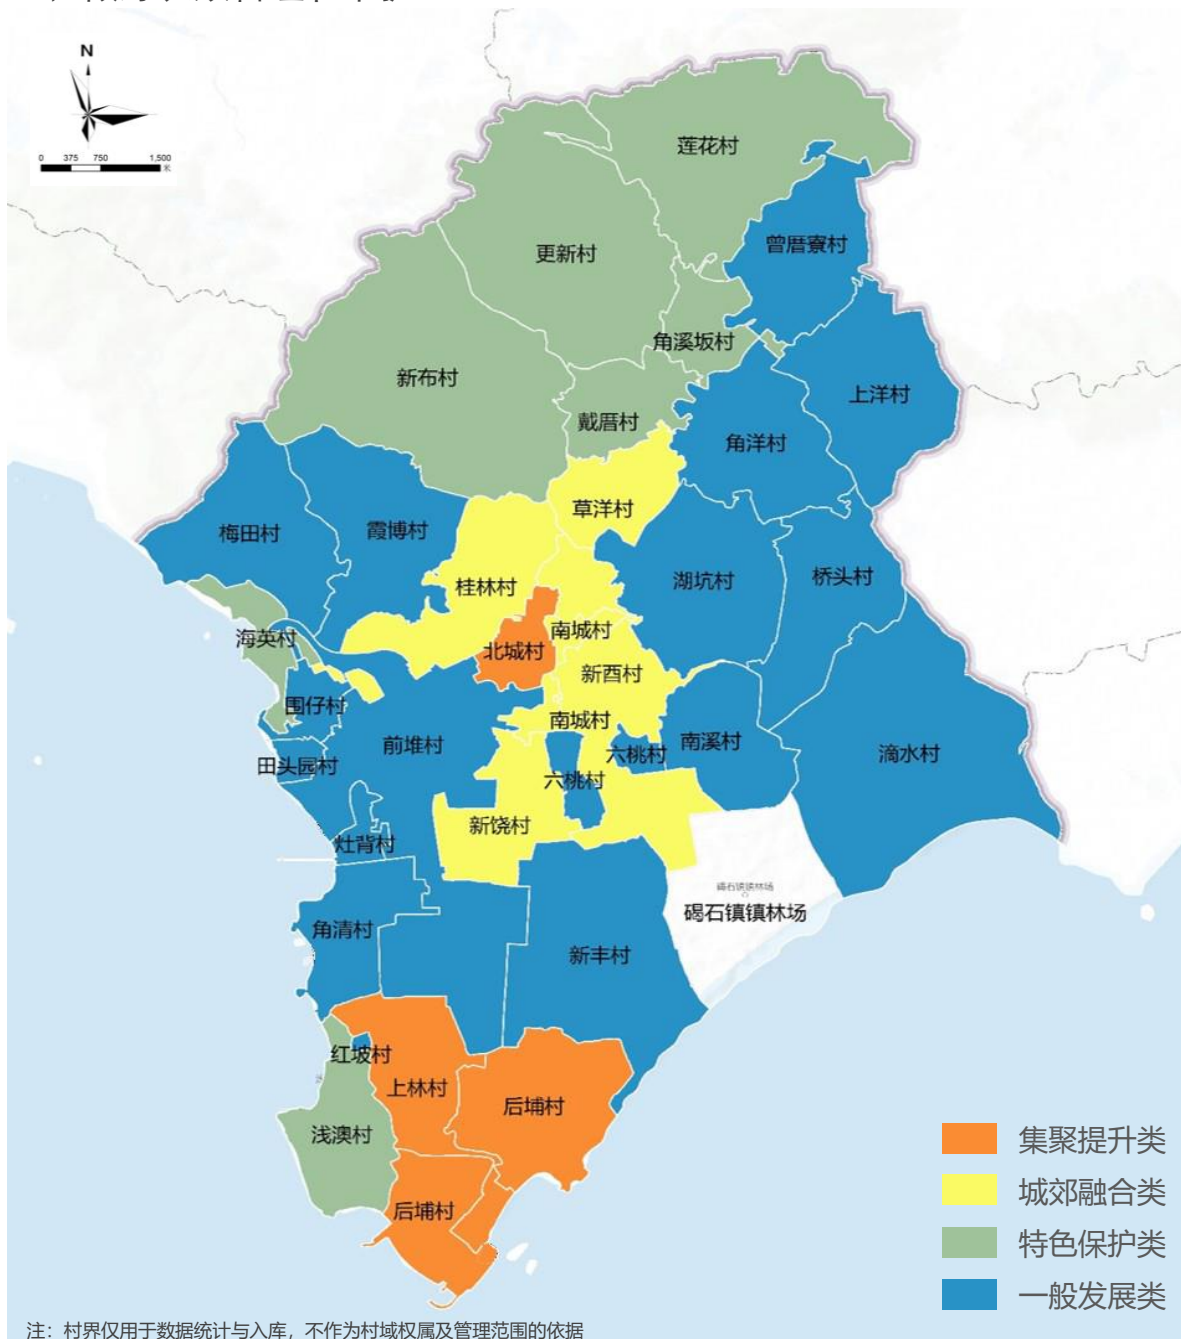 N
0 375 750 1,500
米
莲花村
曾厝寮村
更新村
角溪坂村
新布村
上洋村
戴厝村
角洋村
草洋村
梅田村
霞博村
桂林村
湖坑村
桥头村
海英村
南城村
北城村
新酉村
围仔村
南城村
前堆村
南溪村
六桃村
滴水村
田头园村
六桃村
新饶村
灶背村
碣石镇镇林场
碣石镇镇林场
角清村
新丰村
红坡村
上林村
后埔村
浅澳村
后埔村
集聚提升类
城郊融合类
特色保护类
一般发展类
注：村界仅用于数据统计与入库，不作为村域权属及管理范围的依据